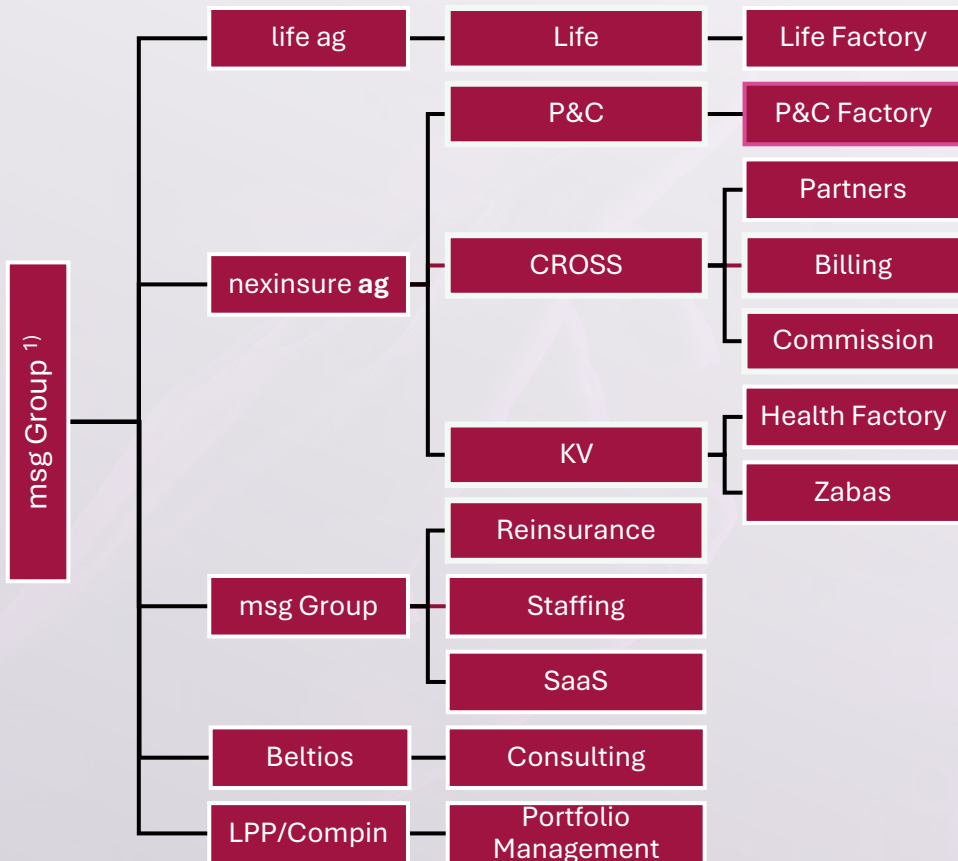 msg Group 1)
life ag
Life
Life Factory
P&C
P&C Factory
nexinsure ag
CROSS
Partners
Billing
Commission
KV
Health Factory
Zabas
msg Group
Reinsurance
Staffing
SaaS
Beltios
Consulting
LPP/Compin
Portfolio
Management